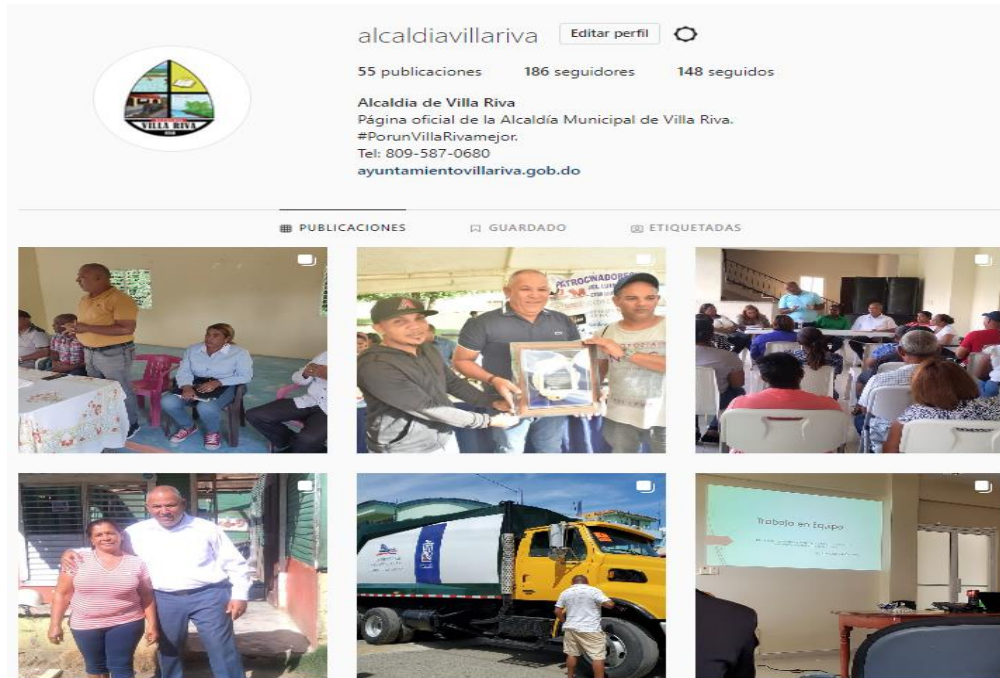 alcaldiavillariva Editar perfil
55 publicaciones 186 seguidores 148 seguidos
Alcaldia de Villa Riva
Página oficial de la Alcaldía Municipal de Villa Riva.
#PorunVillaRivamejor.
Tel: 809-587-0680
ayuntamientovillariva.gob.do
VILLA RIVA
PUBLICACIONES GUARDADO ETIQUETADAS
PATROCINADORES
Trabajo en Equipo